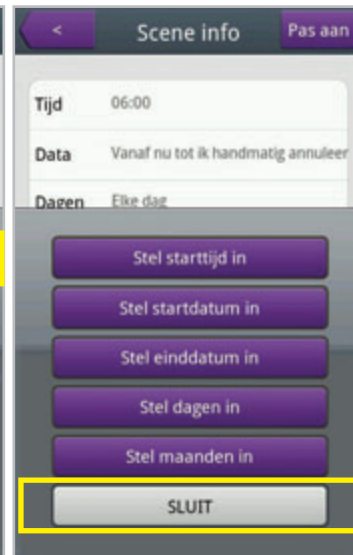 < Scene info Pas aan
Tijd 06:00
Data Vanaf nu tot ik handmatig annuleer
Dagen Elke dag
Stel starttijd in
Stel startdatum in
Stel einddatum in
Stel dagen in
Stel maanden in
SLUIT